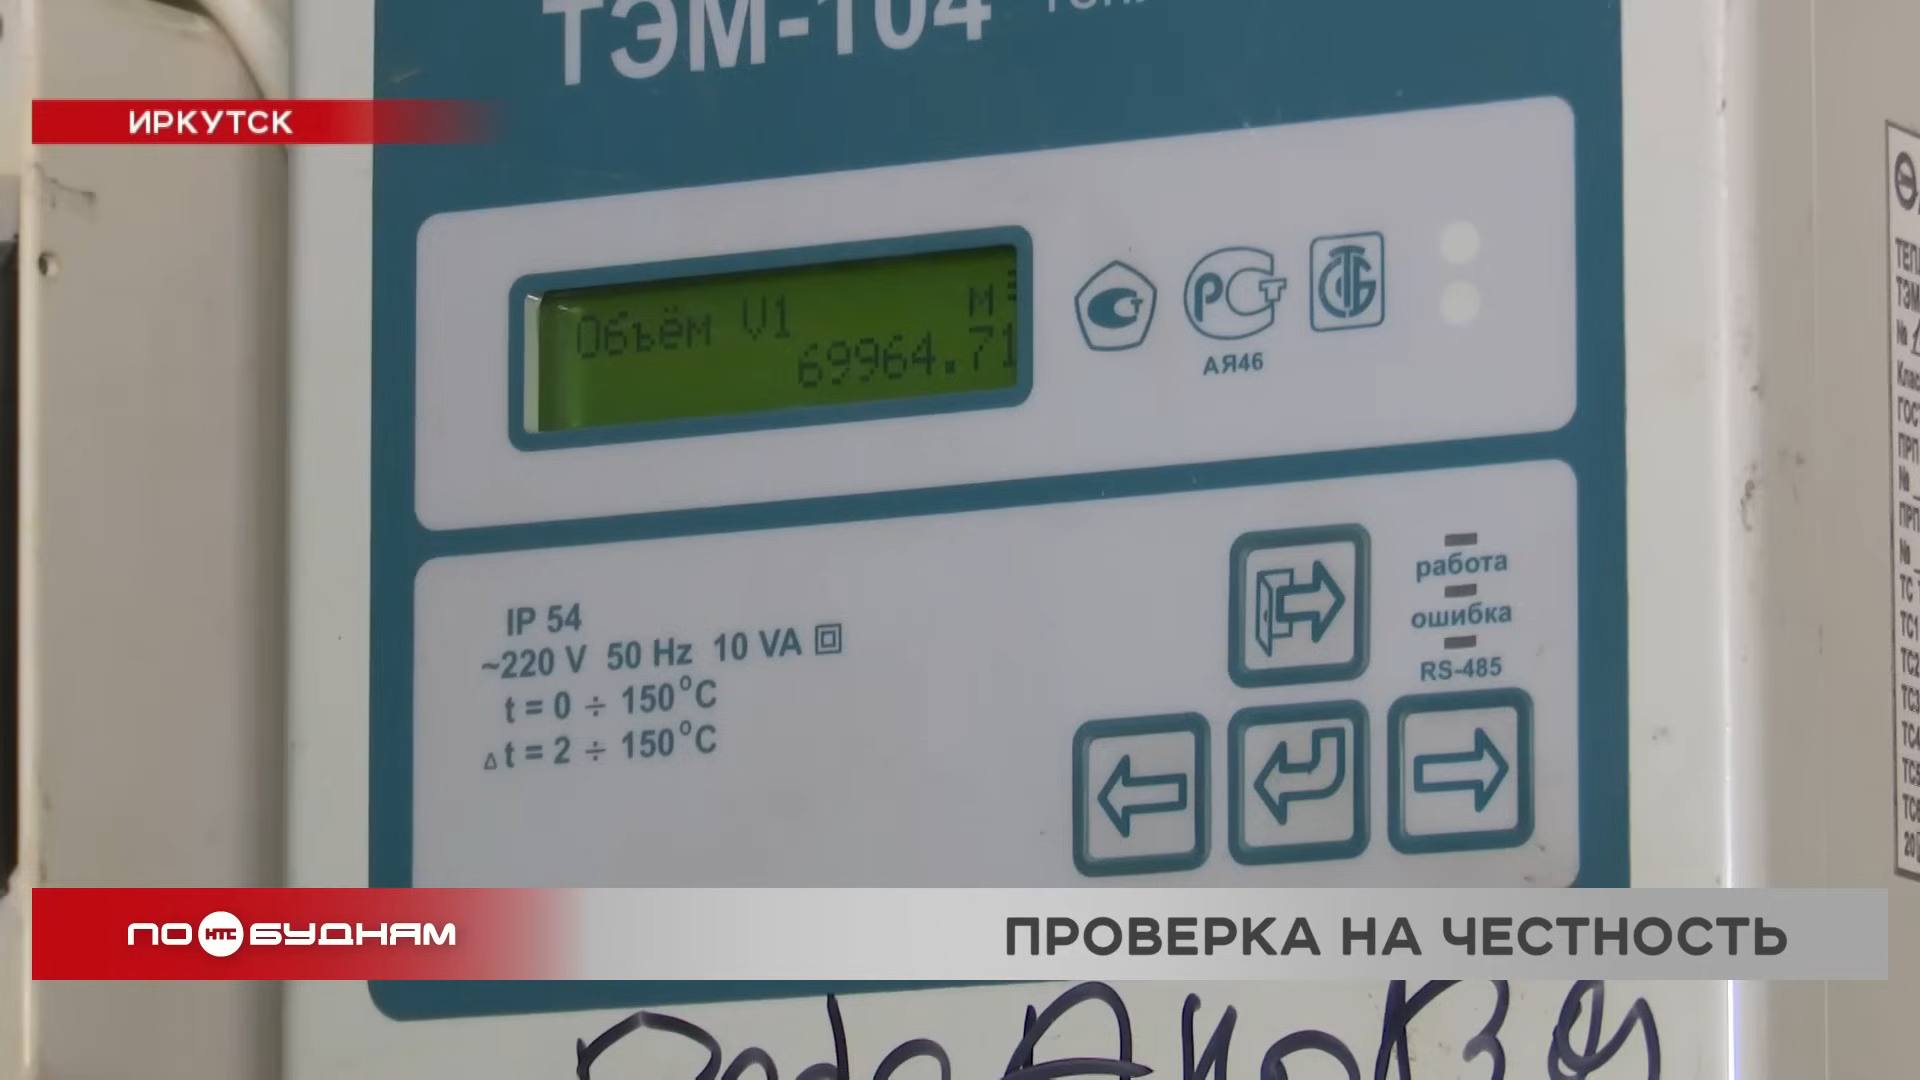 ТЭМ-104
ИРКУТСК
Объём V1 м³
69964.71
АЯ46
работа
ошибка
RS-485
IP 54
~220 V 50 Hz 10 VA
t = 0 ÷ 150°C
Δt = 2 ÷ 150°C
ПО НТС БУДНЯМ
ПРОВЕРКА НА ЧЕСТНОСТЬ